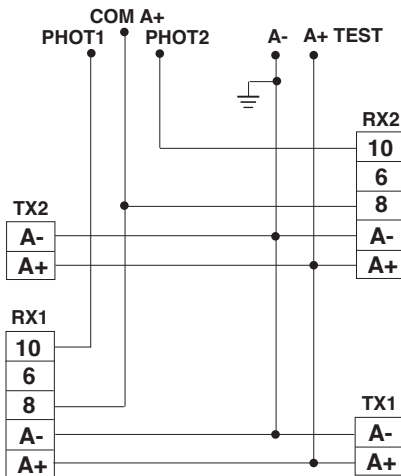 COM A+
PHOT1
PHOT2
A-
A+ TEST
RX2
10
6
8
A-
A+
TX2
A-
A+
RX1
10
6
8
A-
A+
TX1
A-
A+